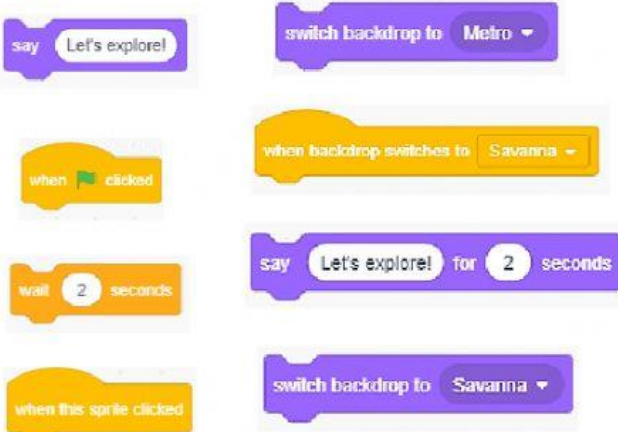 say Let's explore!
switch backdrop to Metro
when clicked
when backdrop switches to Savanna
wait 2 seconds
say Let's explore! for 2 seconds
when this sprite clicked
switch backdrop to Savanna